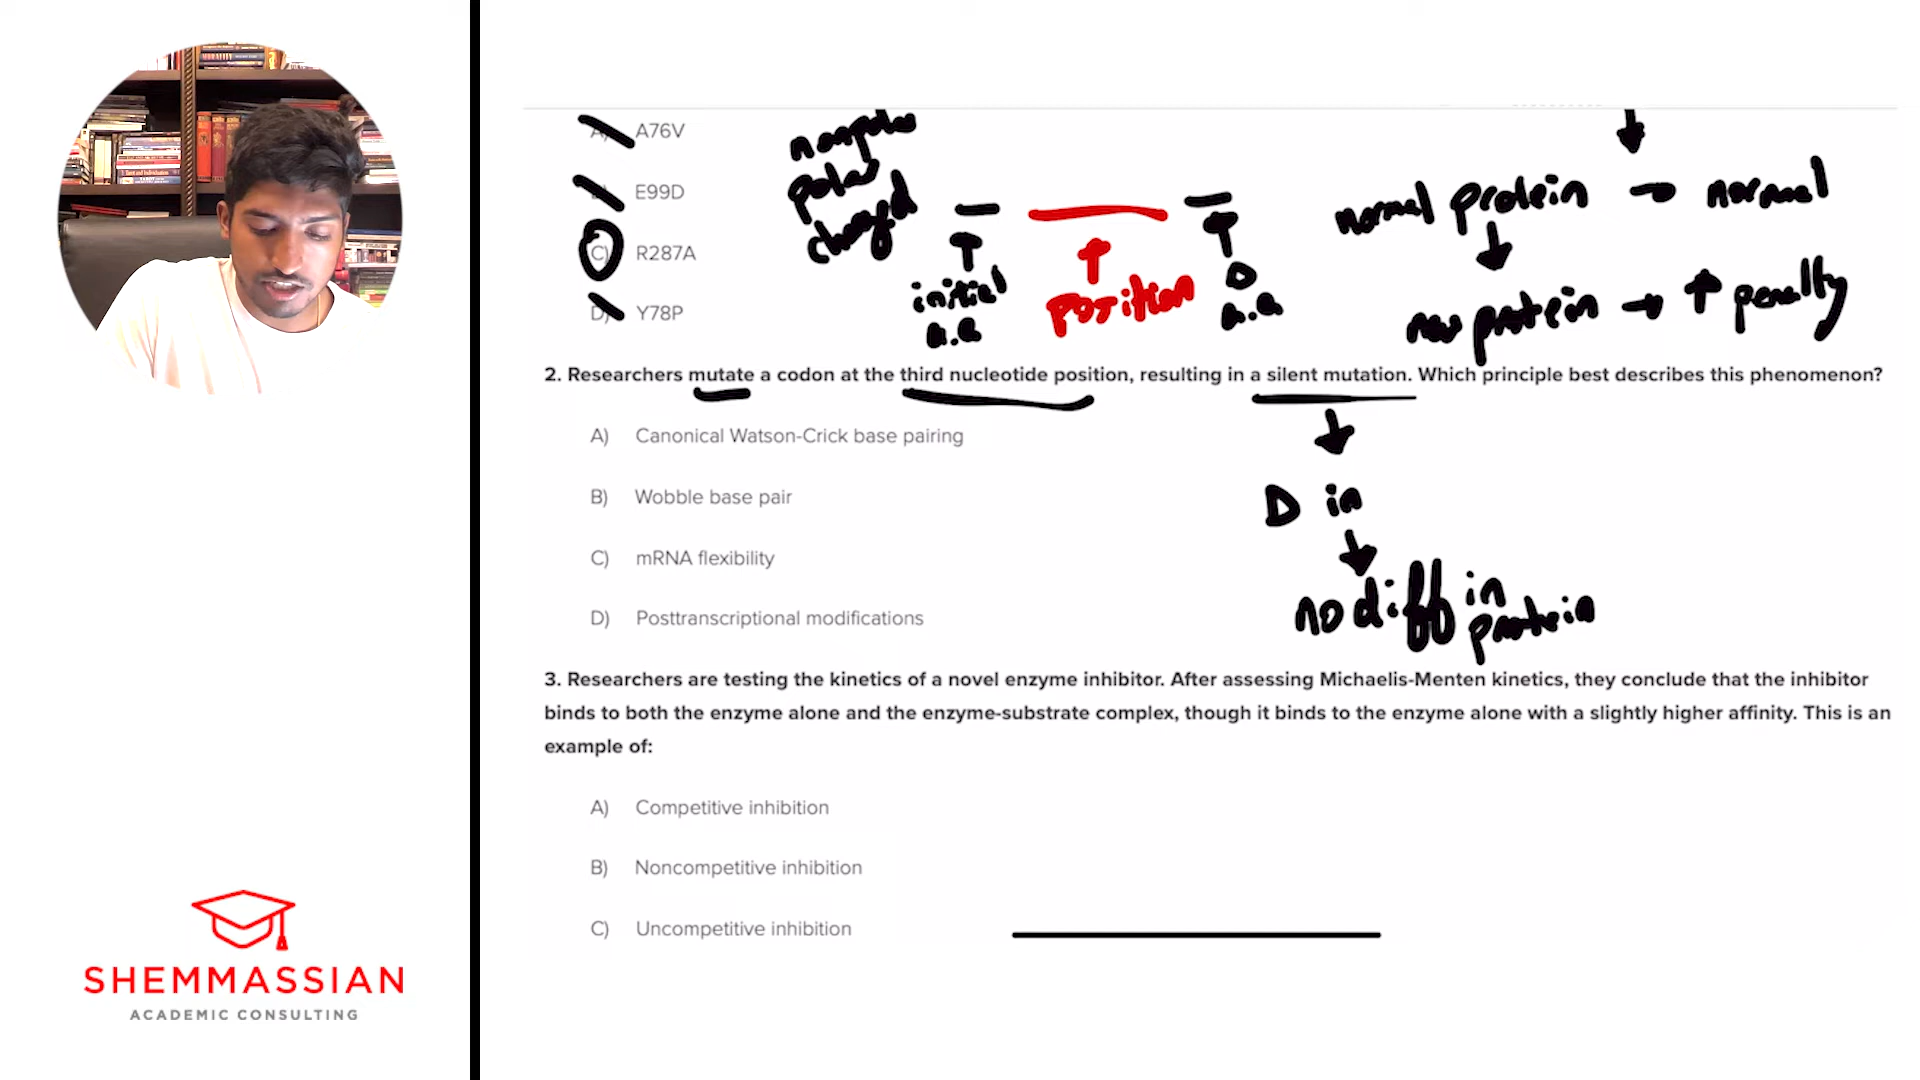 A) A76V
E99D
C) R287A
D) Y78P
nonpolar
polar
charged
initial
a.a
position
D
a.a
normal protein → normal
new protein → ↑ penalty
2. Researchers mutate a codon at the third nucleotide position, resulting in a silent mutation. Which principle best describes this phenomenon?
A) Canonical Watson-Crick base pairing
B) Wobble base pair
C) mRNA flexibility
D) Posttranscriptional modifications
D in
no diff in
protein
3. Researchers are testing the kinetics of a novel enzyme inhibitor. After assessing Michaelis-Menten kinetics, they conclude that the inhibitor
binds to both the enzyme alone and the enzyme-substrate complex, though it binds to the enzyme alone with a slightly higher affinity. This is an
example of:
A) Competitive inhibition
B) Noncompetitive inhibition
C) Uncompetitive inhibition
SHEMMASSIAN
ACADEMIC CONSULTING